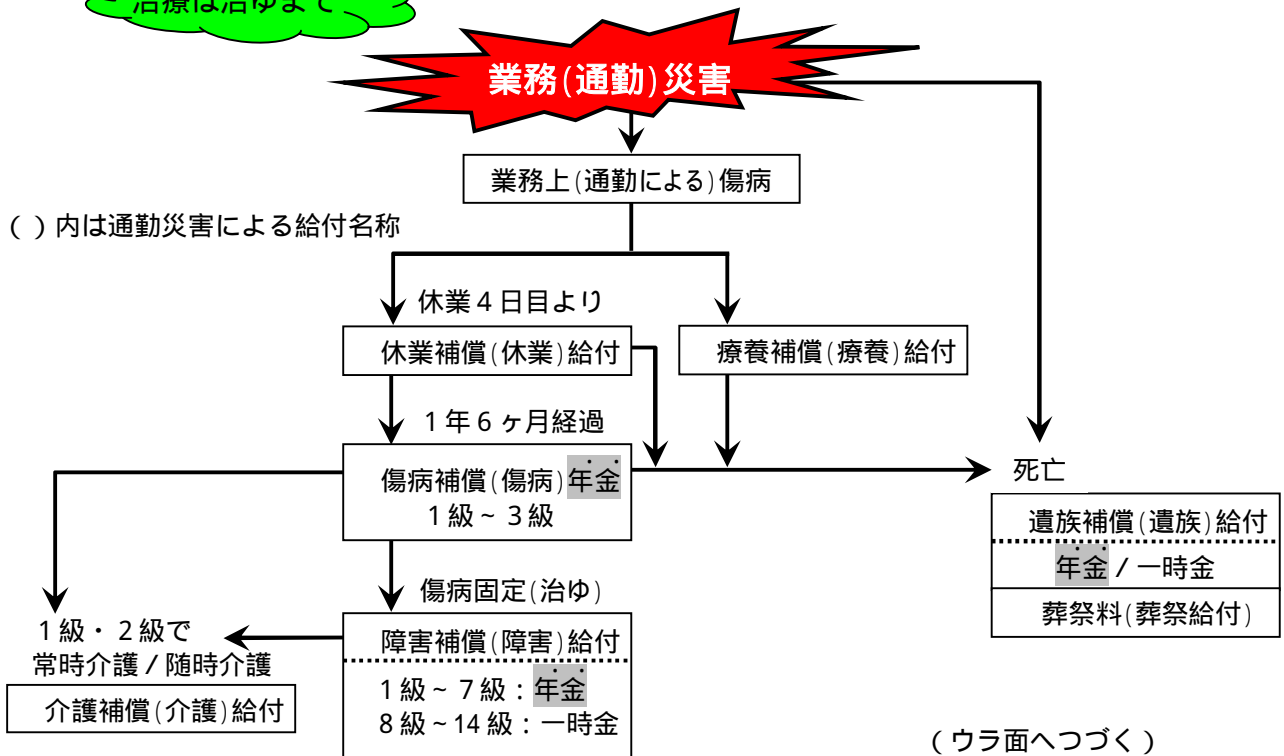 治療は治ゆまで
業務(通勤)災害
業務上(通勤による)傷病
( ) 内は通勤災害による給付名称
休業4日目より
休業補償(休業)給付
療養補償(療養)給付
1年6ヶ月経過
傷病補償(傷病)年金
1級~3級
死亡
遺族補償(遺族)給付
年金/一時金
葬祭料(葬祭給付)
傷病固定(治ゆ)
障害補償(障害)給付
1級~7級:年金
8級~14級:一時金
1級・2級で
常時介護/随時介護
介護補償(介護)給付
(ウラ面へつづく)